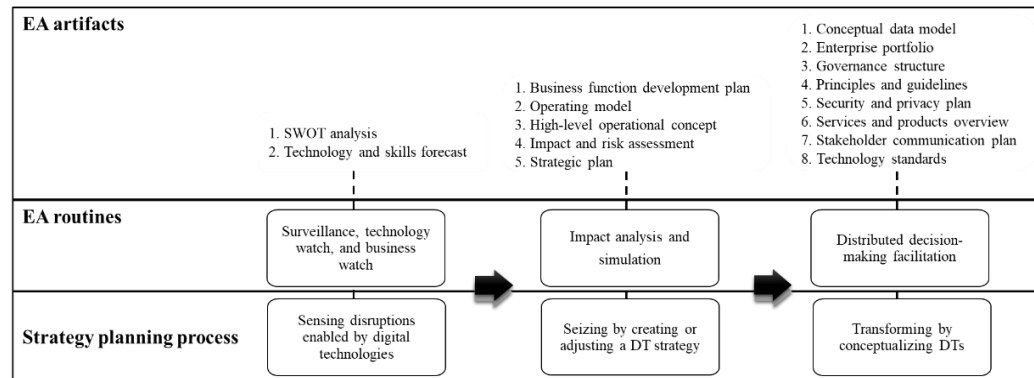 EA artifacts
1. SWOT analysis
2. Technology and skills forecast
1. Business function development plan
2. Operating model
3. High-level operational concept
4. Impact and risk assessment
5. Strategic plan
1. Conceptual data model
2. Enterprise portfolio
3. Governance structure
4. Principles and guidelines
5. Security and privacy plan
6. Services and products overview
7. Stakeholder communication plan
8. Technology standards
EA routines
Surveillance, technology
watch, and business
watch
Impact analysis and
simulation
Distributed decision-
making facilitation
Strategy planning process
Sensing disruptions
enabled by digital
technologies
Seizing by creating or
adjusting a DT strategy
Transforming by
conceptualizing DTs